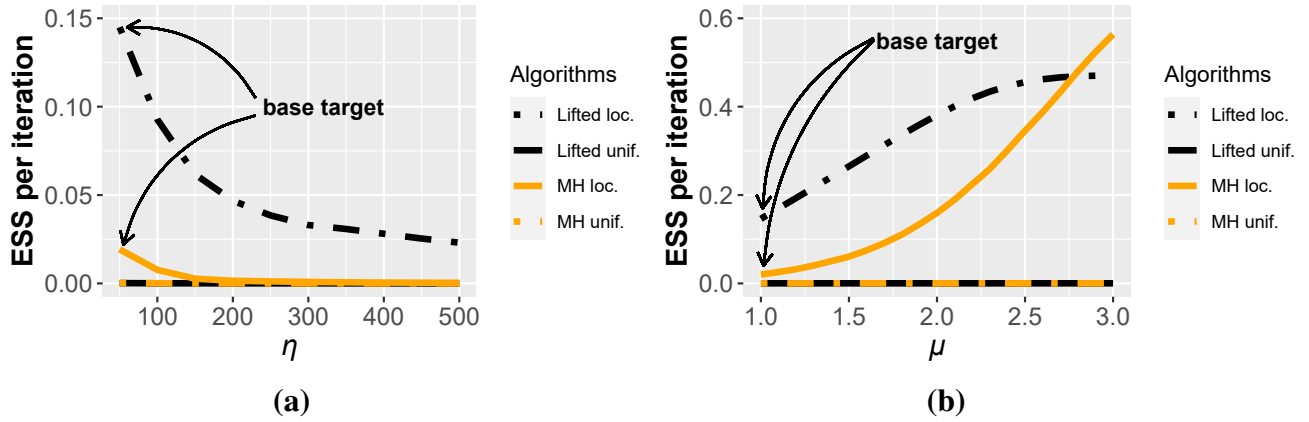 ESS per iteration
0.15
0.10
0.05
0.00
base target
100 200 300 400 500
η
Algorithms
Lifted loc.
Lifted unif.
MH loc.
MH unif.
(a)
ESS per iteration
0.6
0.4
0.2
0.0
base target
1.0 1.5 2.0 2.5 3.0
μ
Algorithms
Lifted loc.
Lifted unif.
MH loc.
MH unif.
(b)